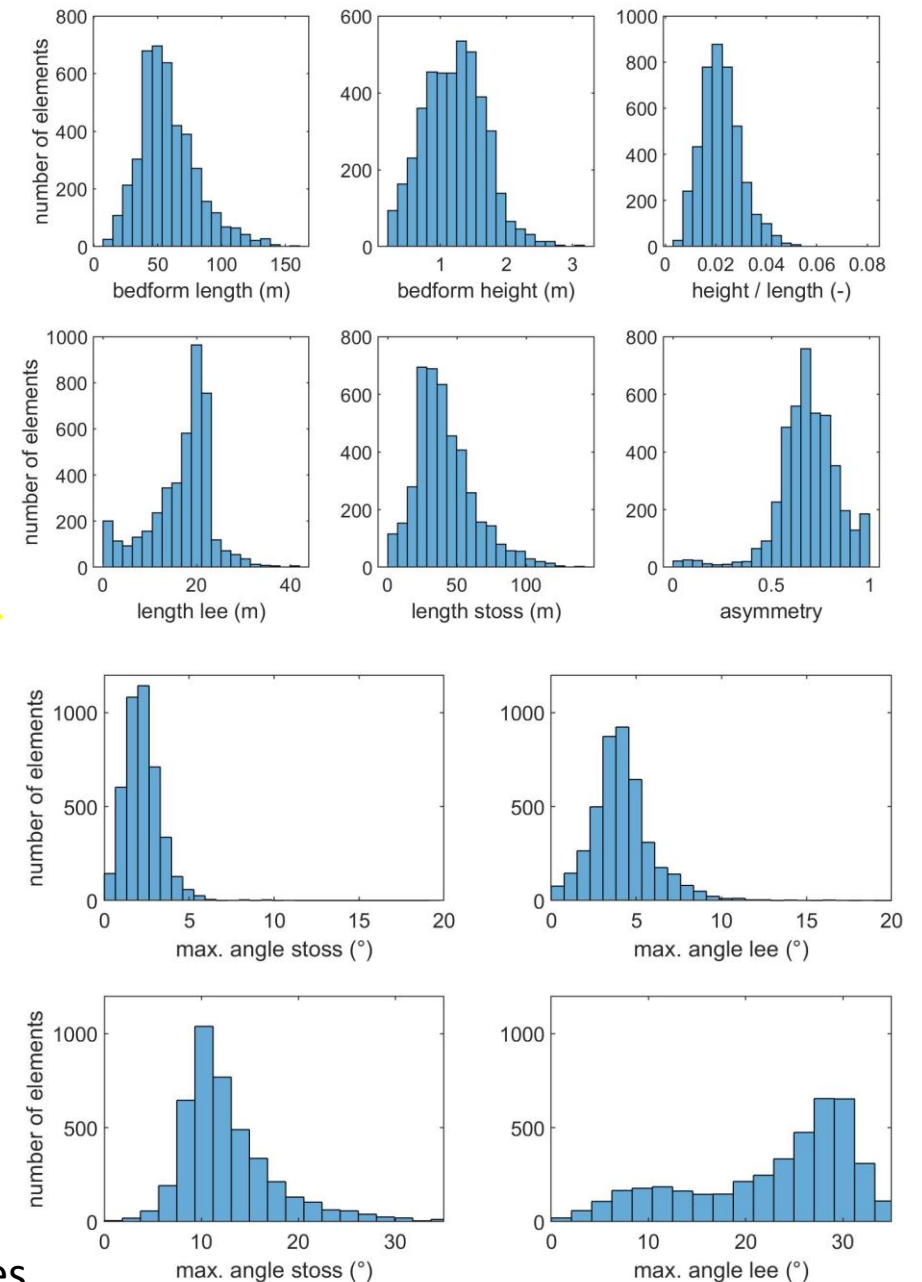 800
600
400
200
0
number of elements
0 50 100 150
bedform length (m)
600
400
200
0
1 2 3
bedform height (m)
1000
800
600
400
200
0
0 0.02 0.04 0.06 0.08
height / length (-)
1000
800
600
400
200
0
number of elements
0 20 40
length lee (m)
800
600
400
200
0
0 50 100
length stoss (m)
800
600
400
200
0
0 0.5 1
asymmetry
1000
500
0
number of elements
0 5 10 15 20
max. angle stoss (°)
1000
500
0
0 5 10 15 20
max. angle lee (°)
1000
500
0
number of elements
0 10 20 30
max. angle stoss (°)
1000
500
0
0 10 20 30
max. angle lee (°)
es